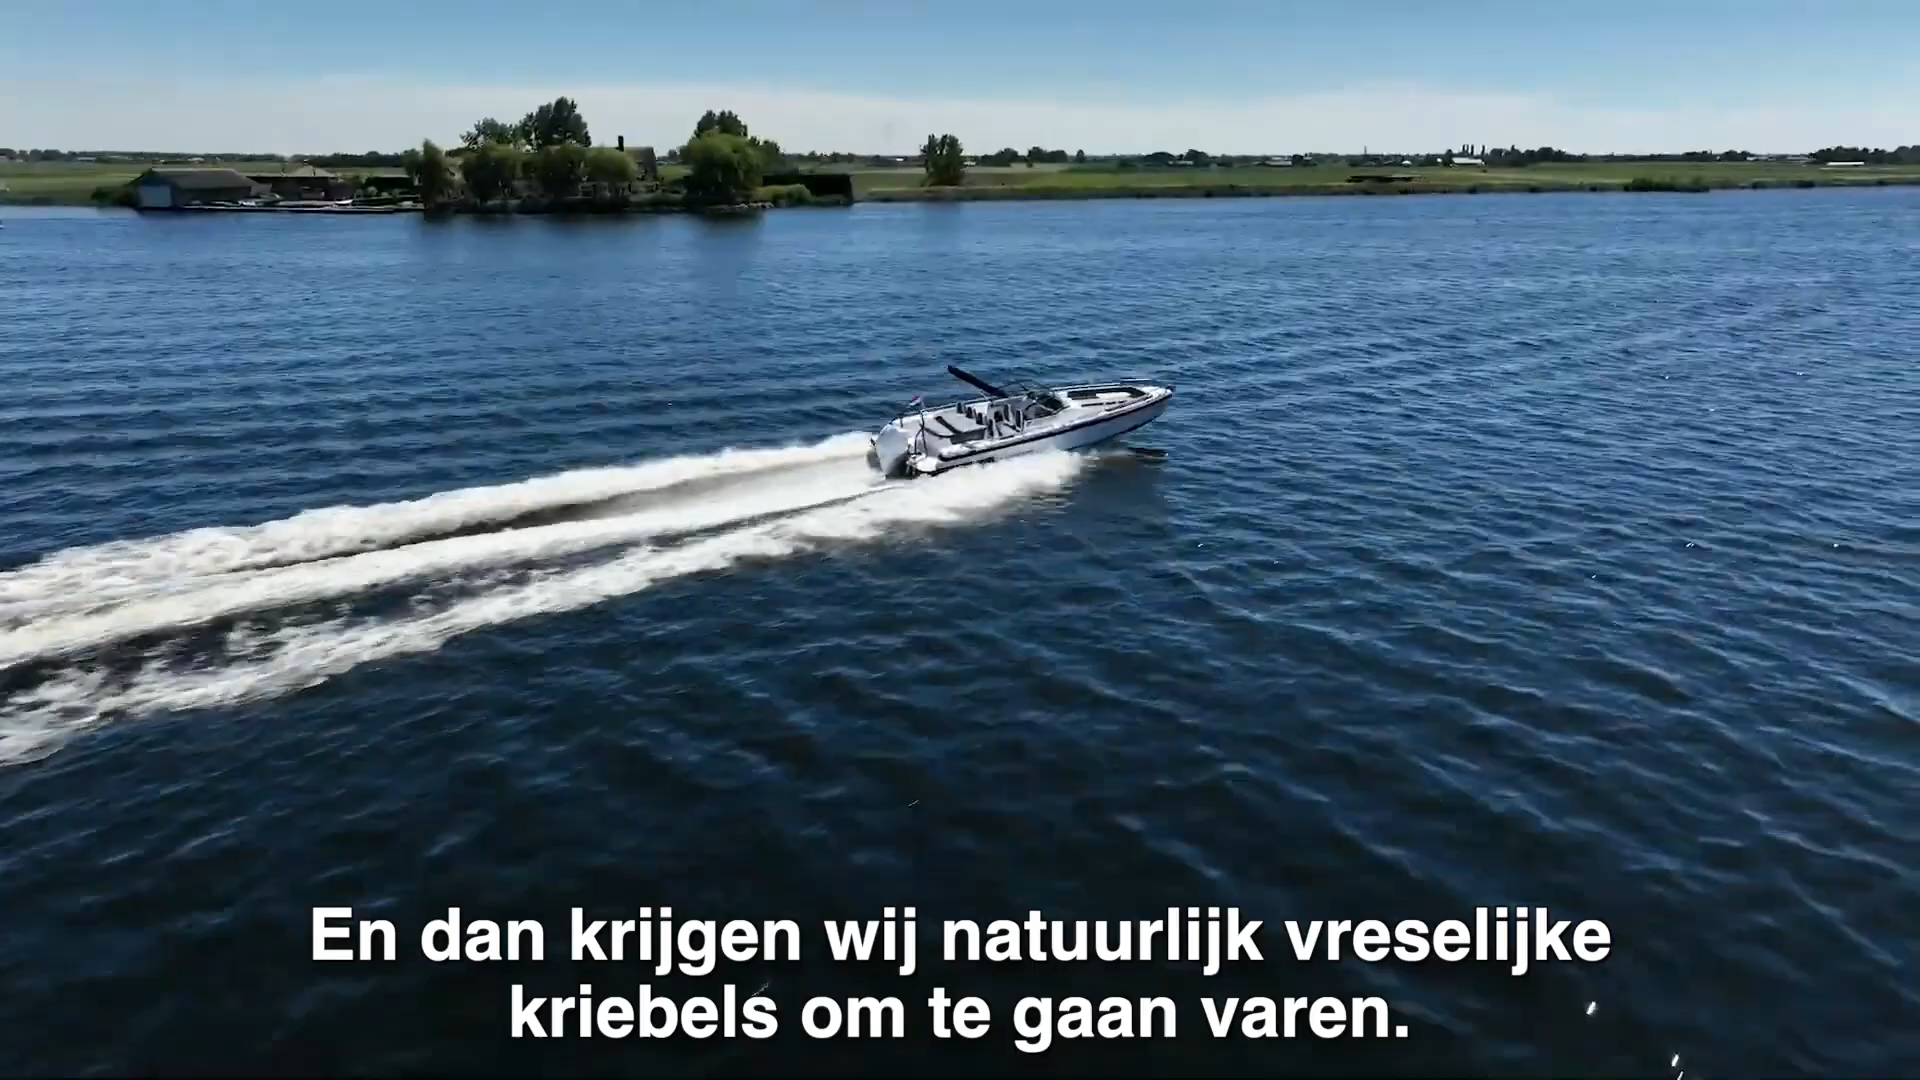 En dan krijgen wij natuurlijk vreselijke
kriebels om te gaan varen.